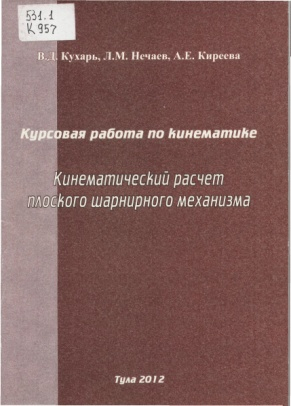 531.1
К 957
В.Д. Кухарь, Л.М. Нечаев, А.Е. Киреева
Курсовая работа по кинематике
Кинематический расчет
плоского шарнирного механизма
Тула 2012